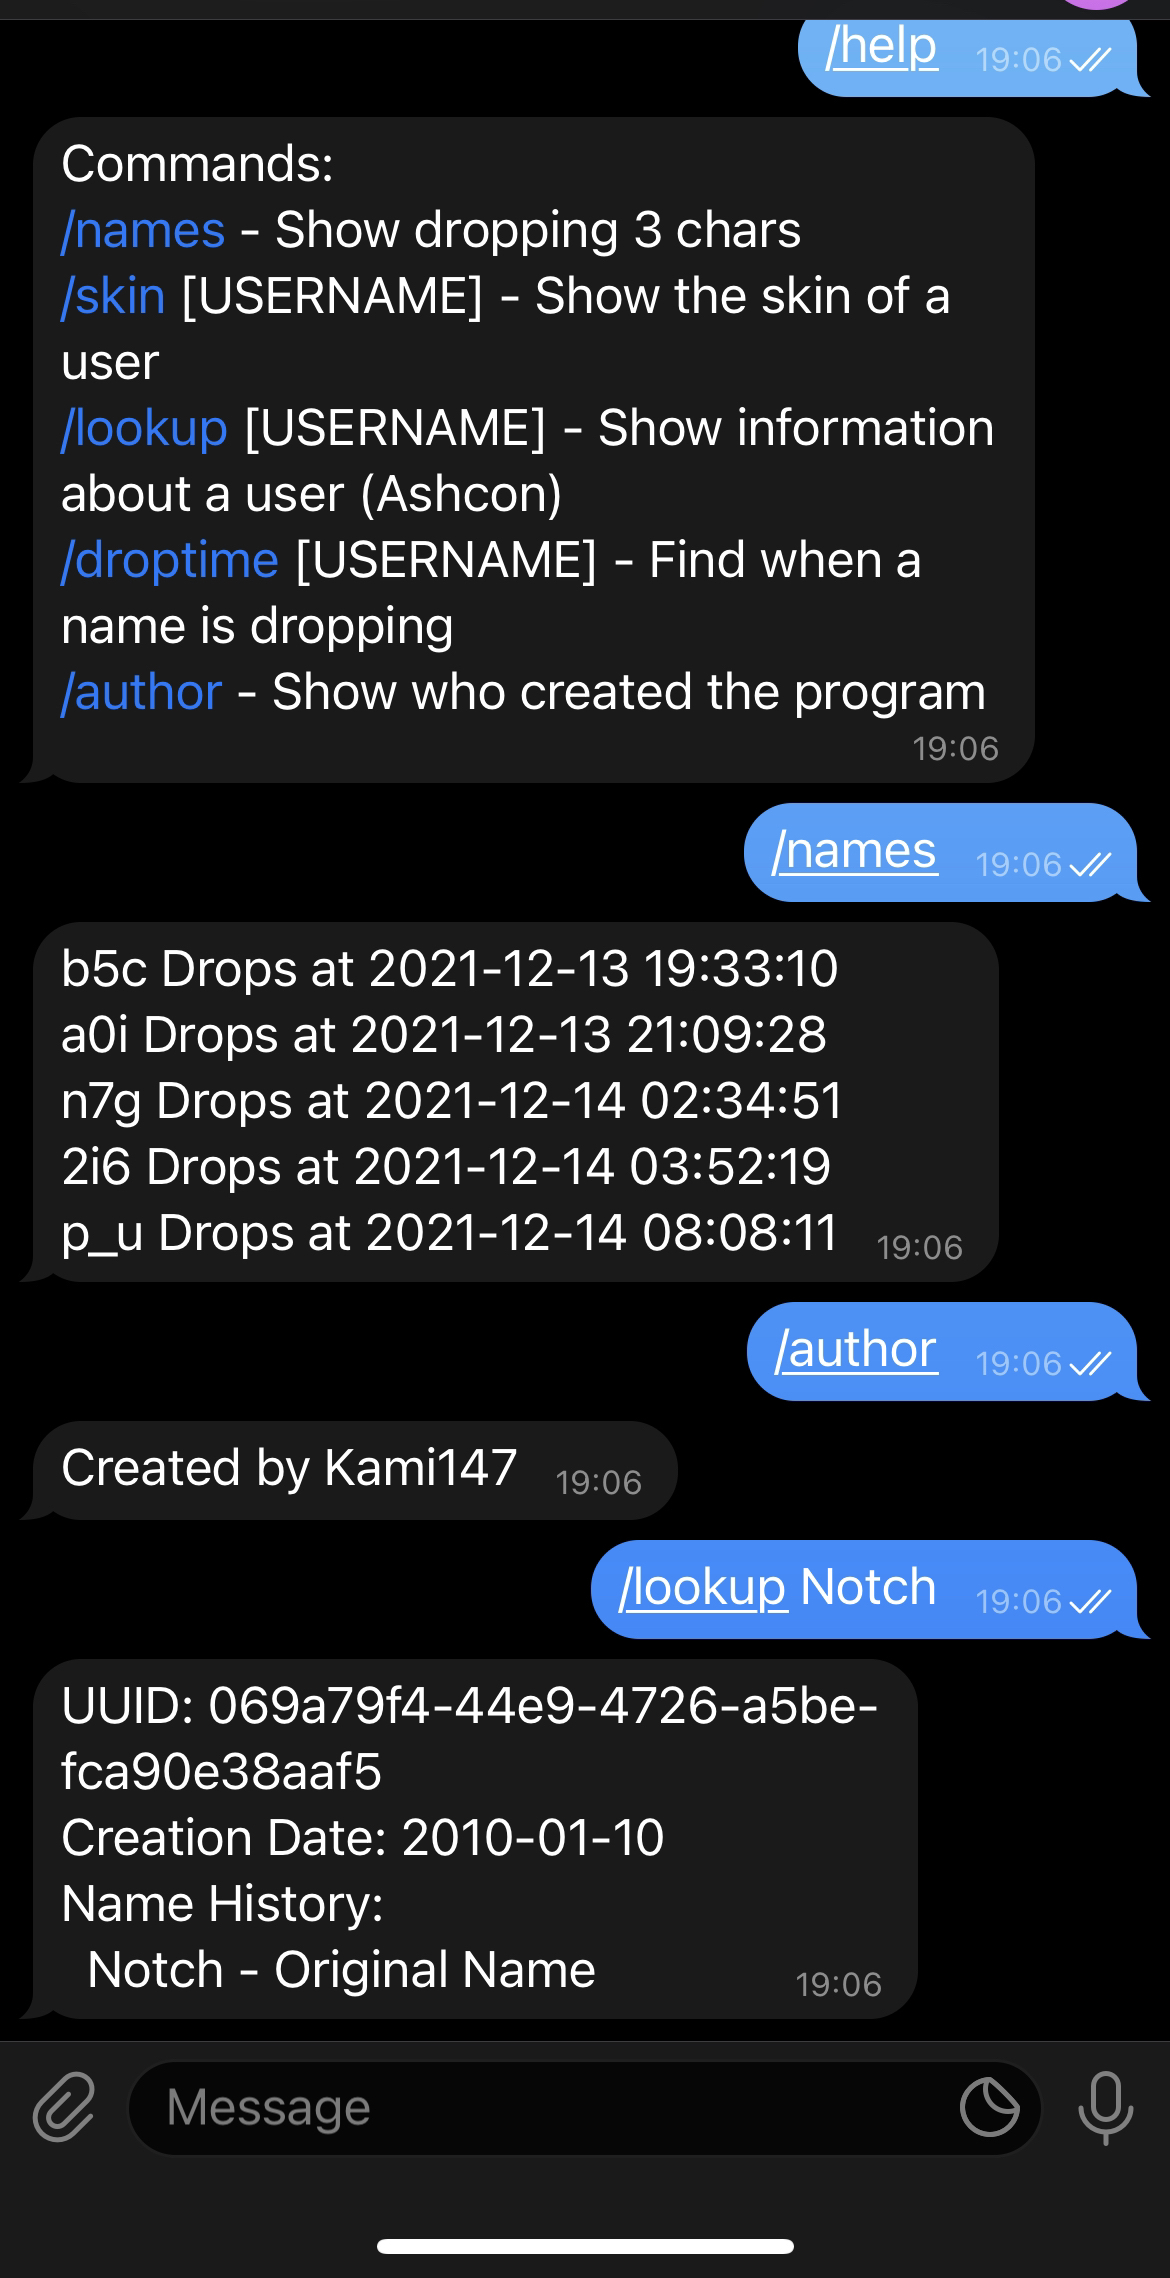 /help 19:06
Commands:
/names - Show dropping 3 chars
/skin [USERNAME] - Show the skin of a
user
/lookup [USERNAME] - Show information
about a user (Ashcon)
/droptime [USERNAME] - Find when a
name is dropping
/author - Show who created the program
19:06
/names 19:06
b5c Drops at 2021-12-13 19:33:10
a0i Drops at 2021-12-13 21:09:28
n7g Drops at 2021-12-14 02:34:51
2i6 Drops at 2021-12-14 03:52:19
p_u Drops at 2021-12-14 08:08:11 19:06
/author 19:06
Created by Kami147 19:06
/lookup Notch 19:06
UUID: 069a79f4-44e9-4726-a5be-
fca90e38aaf5
Creation Date: 2010-01-10
Name History:
Notch - Original Name 19:06
Message